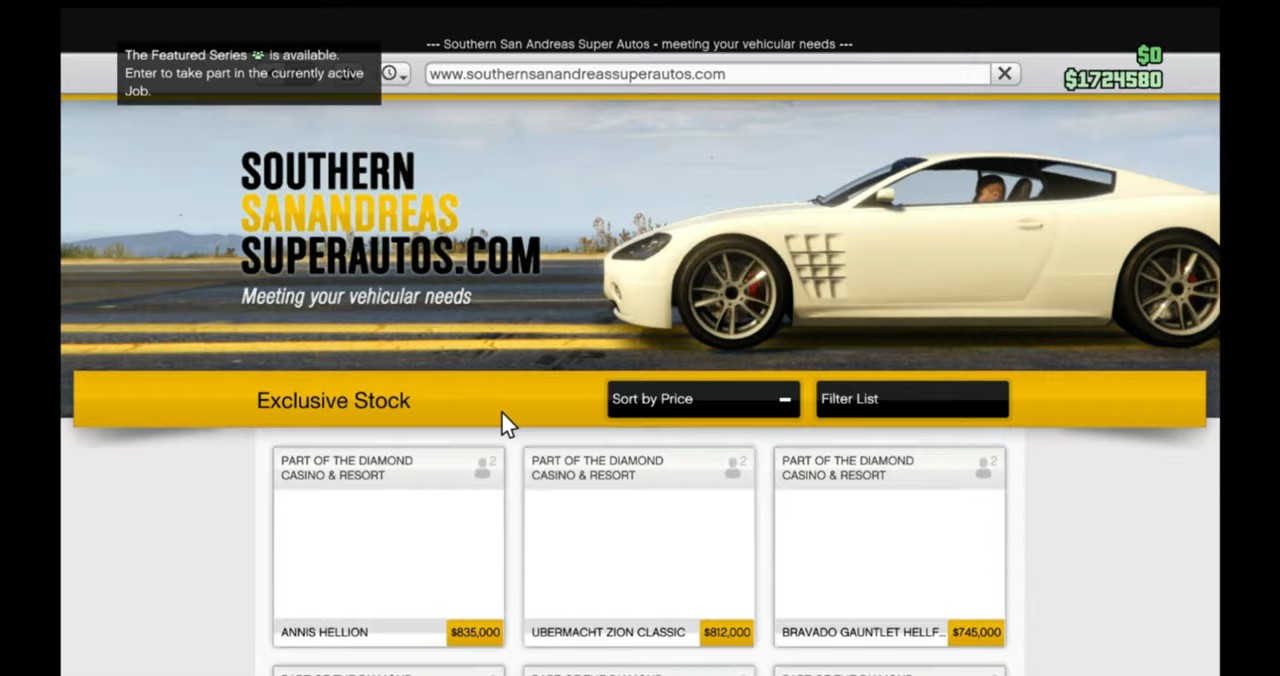 --- Southern San Andreas Super Autos - meeting your vehicular needs ---
The Featured Series is available.
Enter to take part in the currently active
Job.
www.southernsanandreassuperautos.com
$0
$1724580
SOUTHERN
SANANDREAS
SUPERAUTOS.COM
Meeting your vehicular needs
Exclusive Stock
Sort by Price
Filter List
PART OF THE DIAMOND
CASINO & RESORT
2
ANNIS HELLION
$835,000
PART OF THE DIAMOND
CASINO & RESORT
2
UBERMACHT ZION CLASSIC
$812,000
PART OF THE DIAMOND
CASINO & RESORT
2
BRAVADO GAUNTLET HELLF...
$745,000